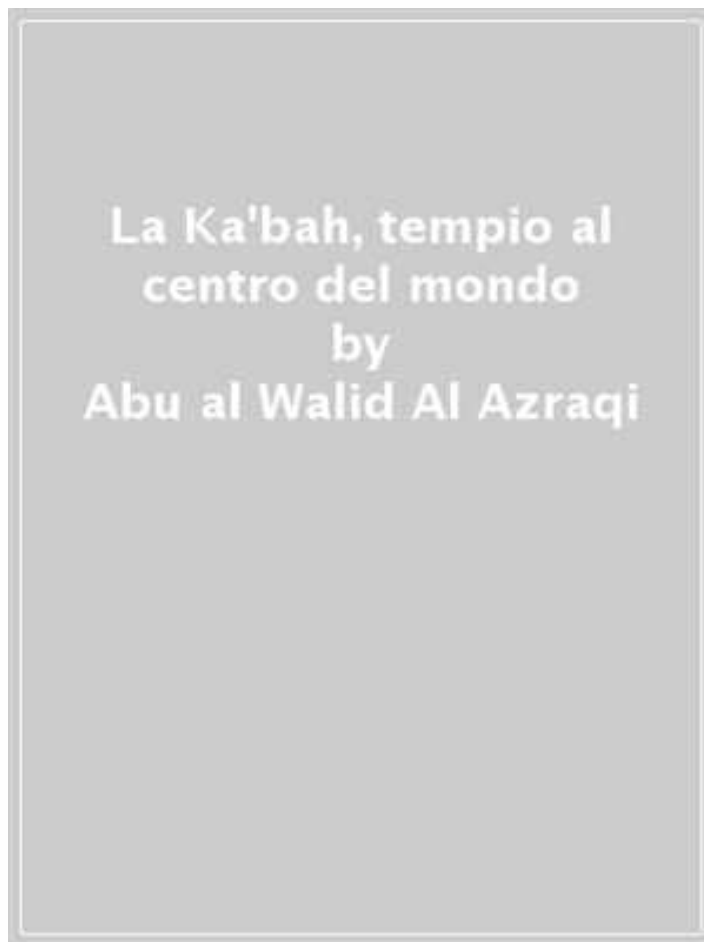 La Ka'bah, tempio al
centro del mondo
by
Abu al Walid Al Azraqi